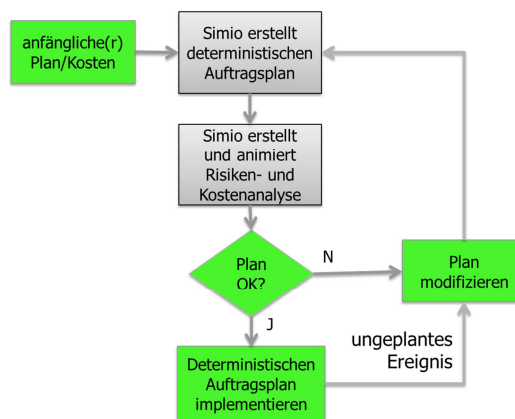 anfängliche(r)
Plan/Kosten
Simio erstellt
deterministischen
Auftragsplan
Simio erstellt
und animiert
Risiken- und
Kostenanalyse
Plan
OK?
N
Plan
modifizieren
J
ungeplantes
Ereignis
Deterministischen
Auftragsplan
implementieren